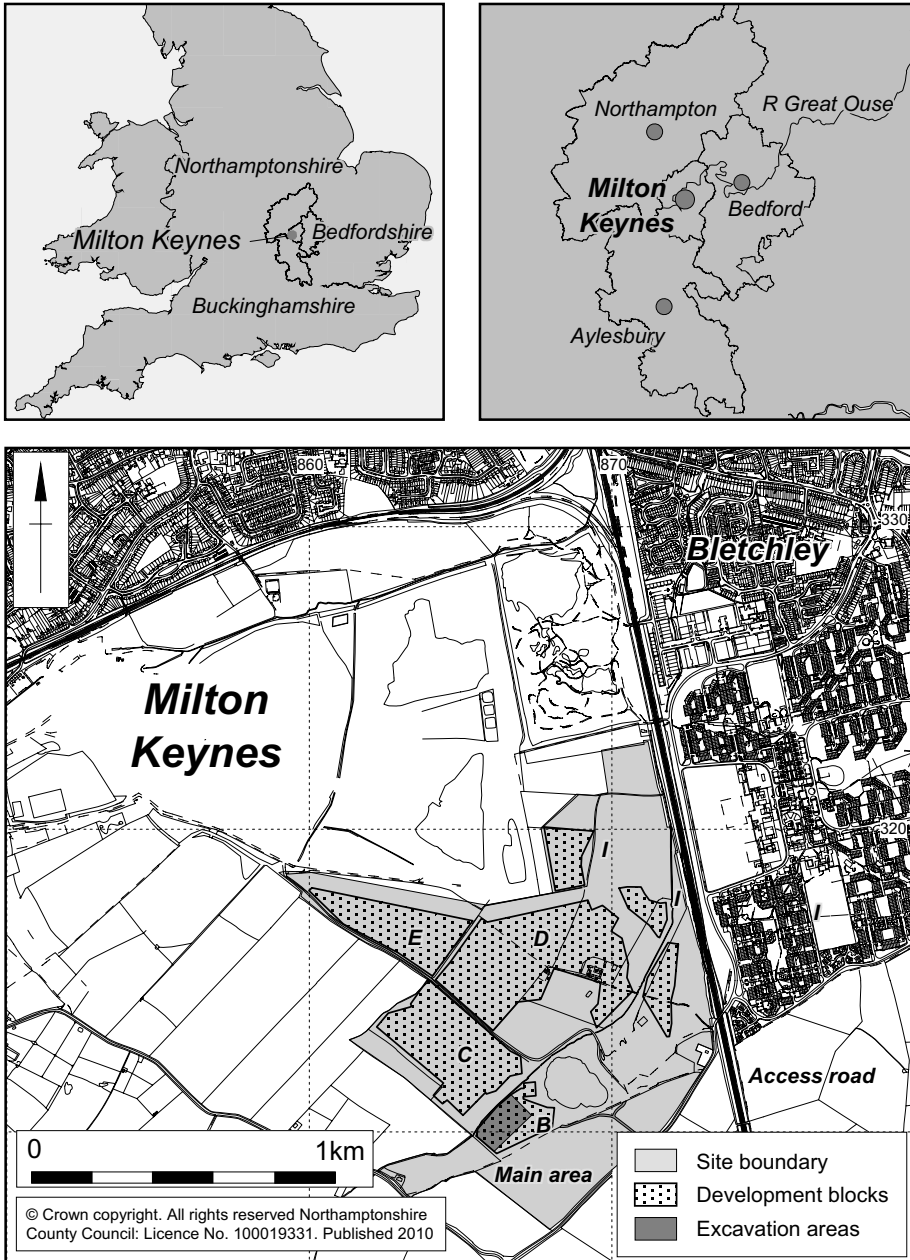 Northamptonshire
Milton Keynes
Bedfordshire
Buckinghamshire
Northampton
R Great Ouse
Milton
Keynes
Bedford
Aylesbury
860
870
330
Bletchley
Milton
Keynes
320
I
I
I
E
D
C
B
Access road
Main area
0 1km
© Crown copyright. All rights reserved Northamptonshire
County Council: Licence No. 100019331. Published 2010
Site boundary
Development blocks
Excavation areas